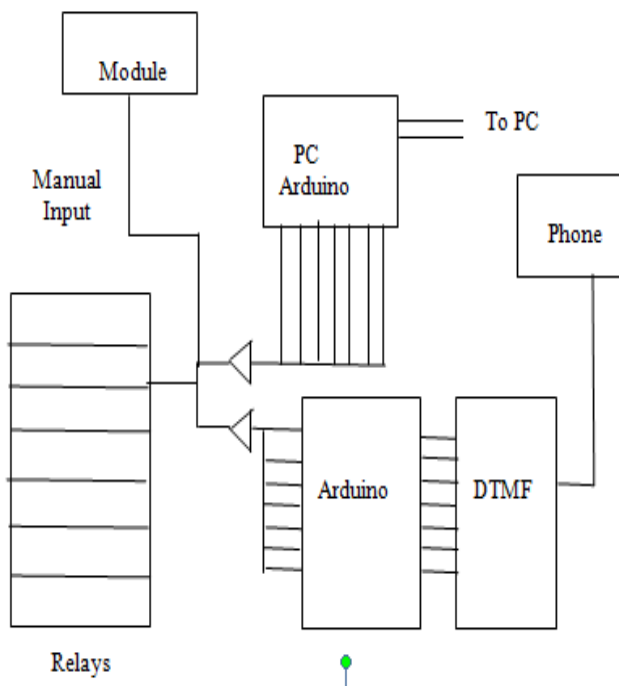 Module
To PC
PC
Arduino
Manual
Input
Phone
Arduino
DTMF
Relays